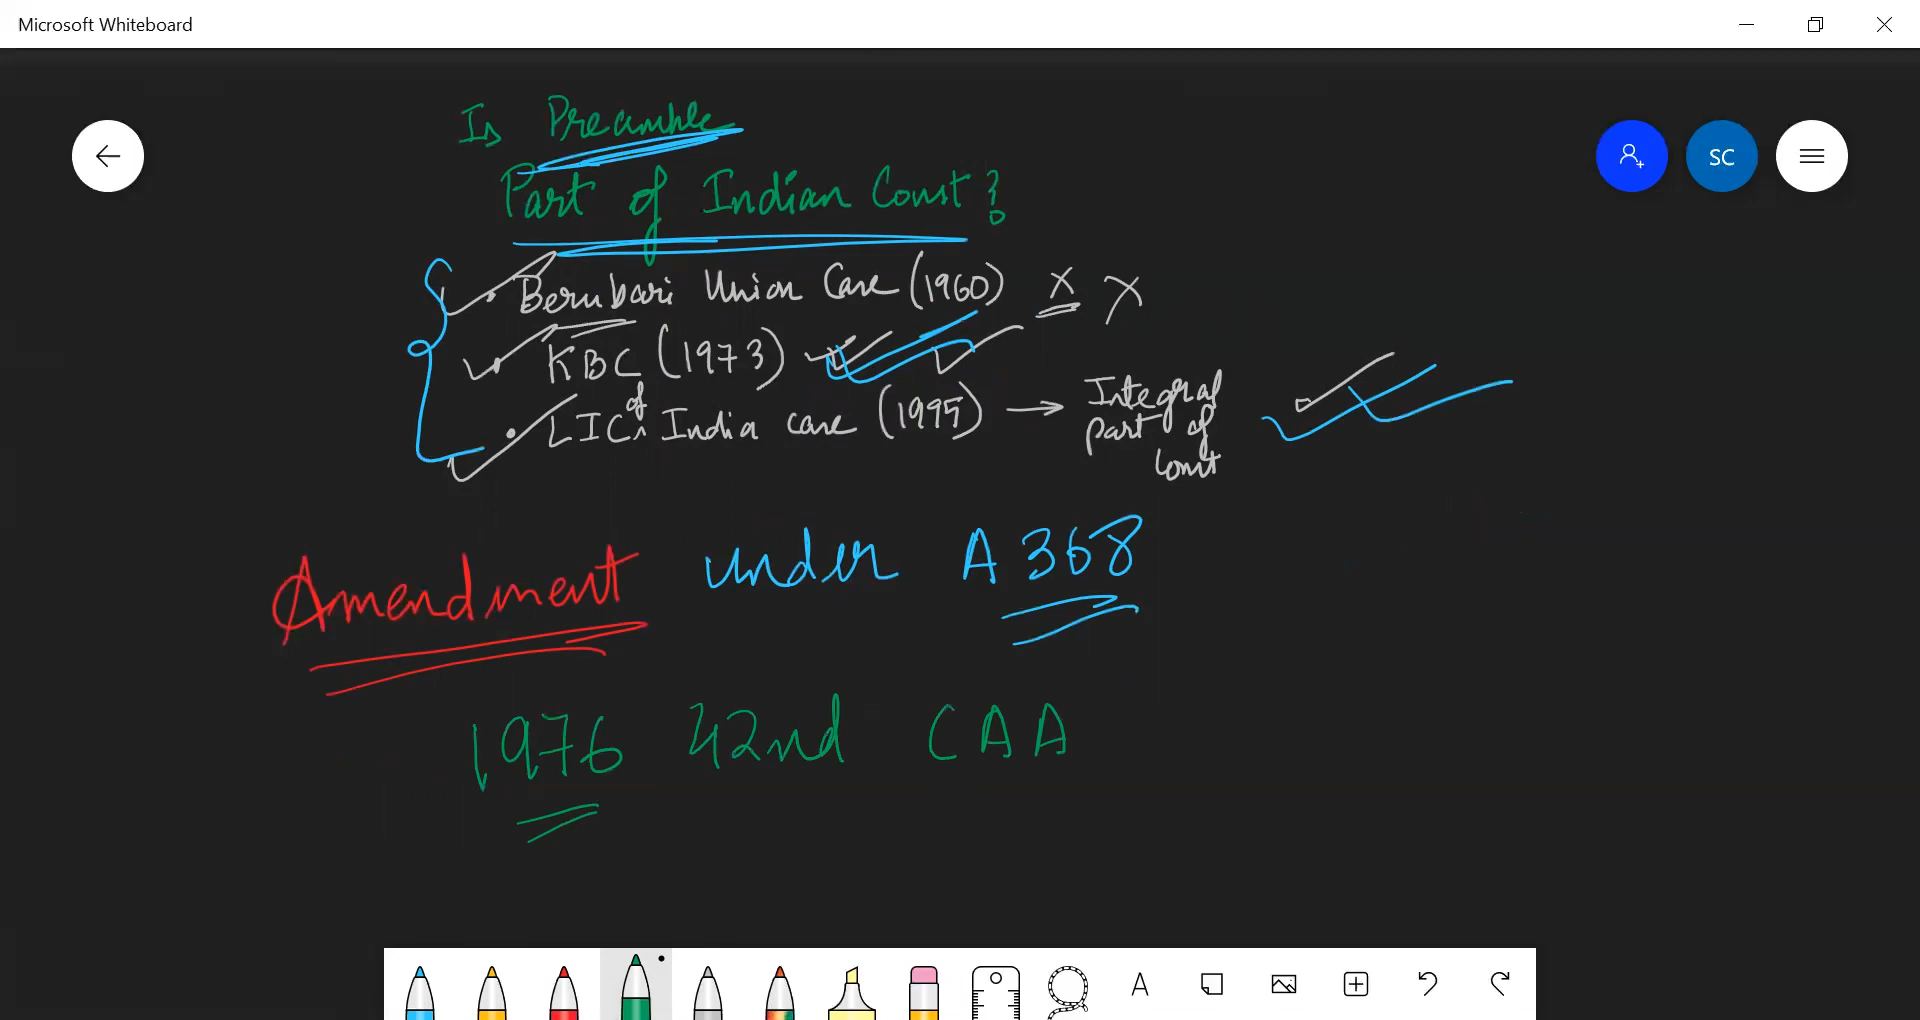 Microsoft Whiteboard
SC
Is Preamble
Part of Indian Const?
Berubari Union Case (1960) X X
KBC (1973)
LIC of India case (1995) → Integral part of Const
Amendment under A 368
1976 42nd CAA
A